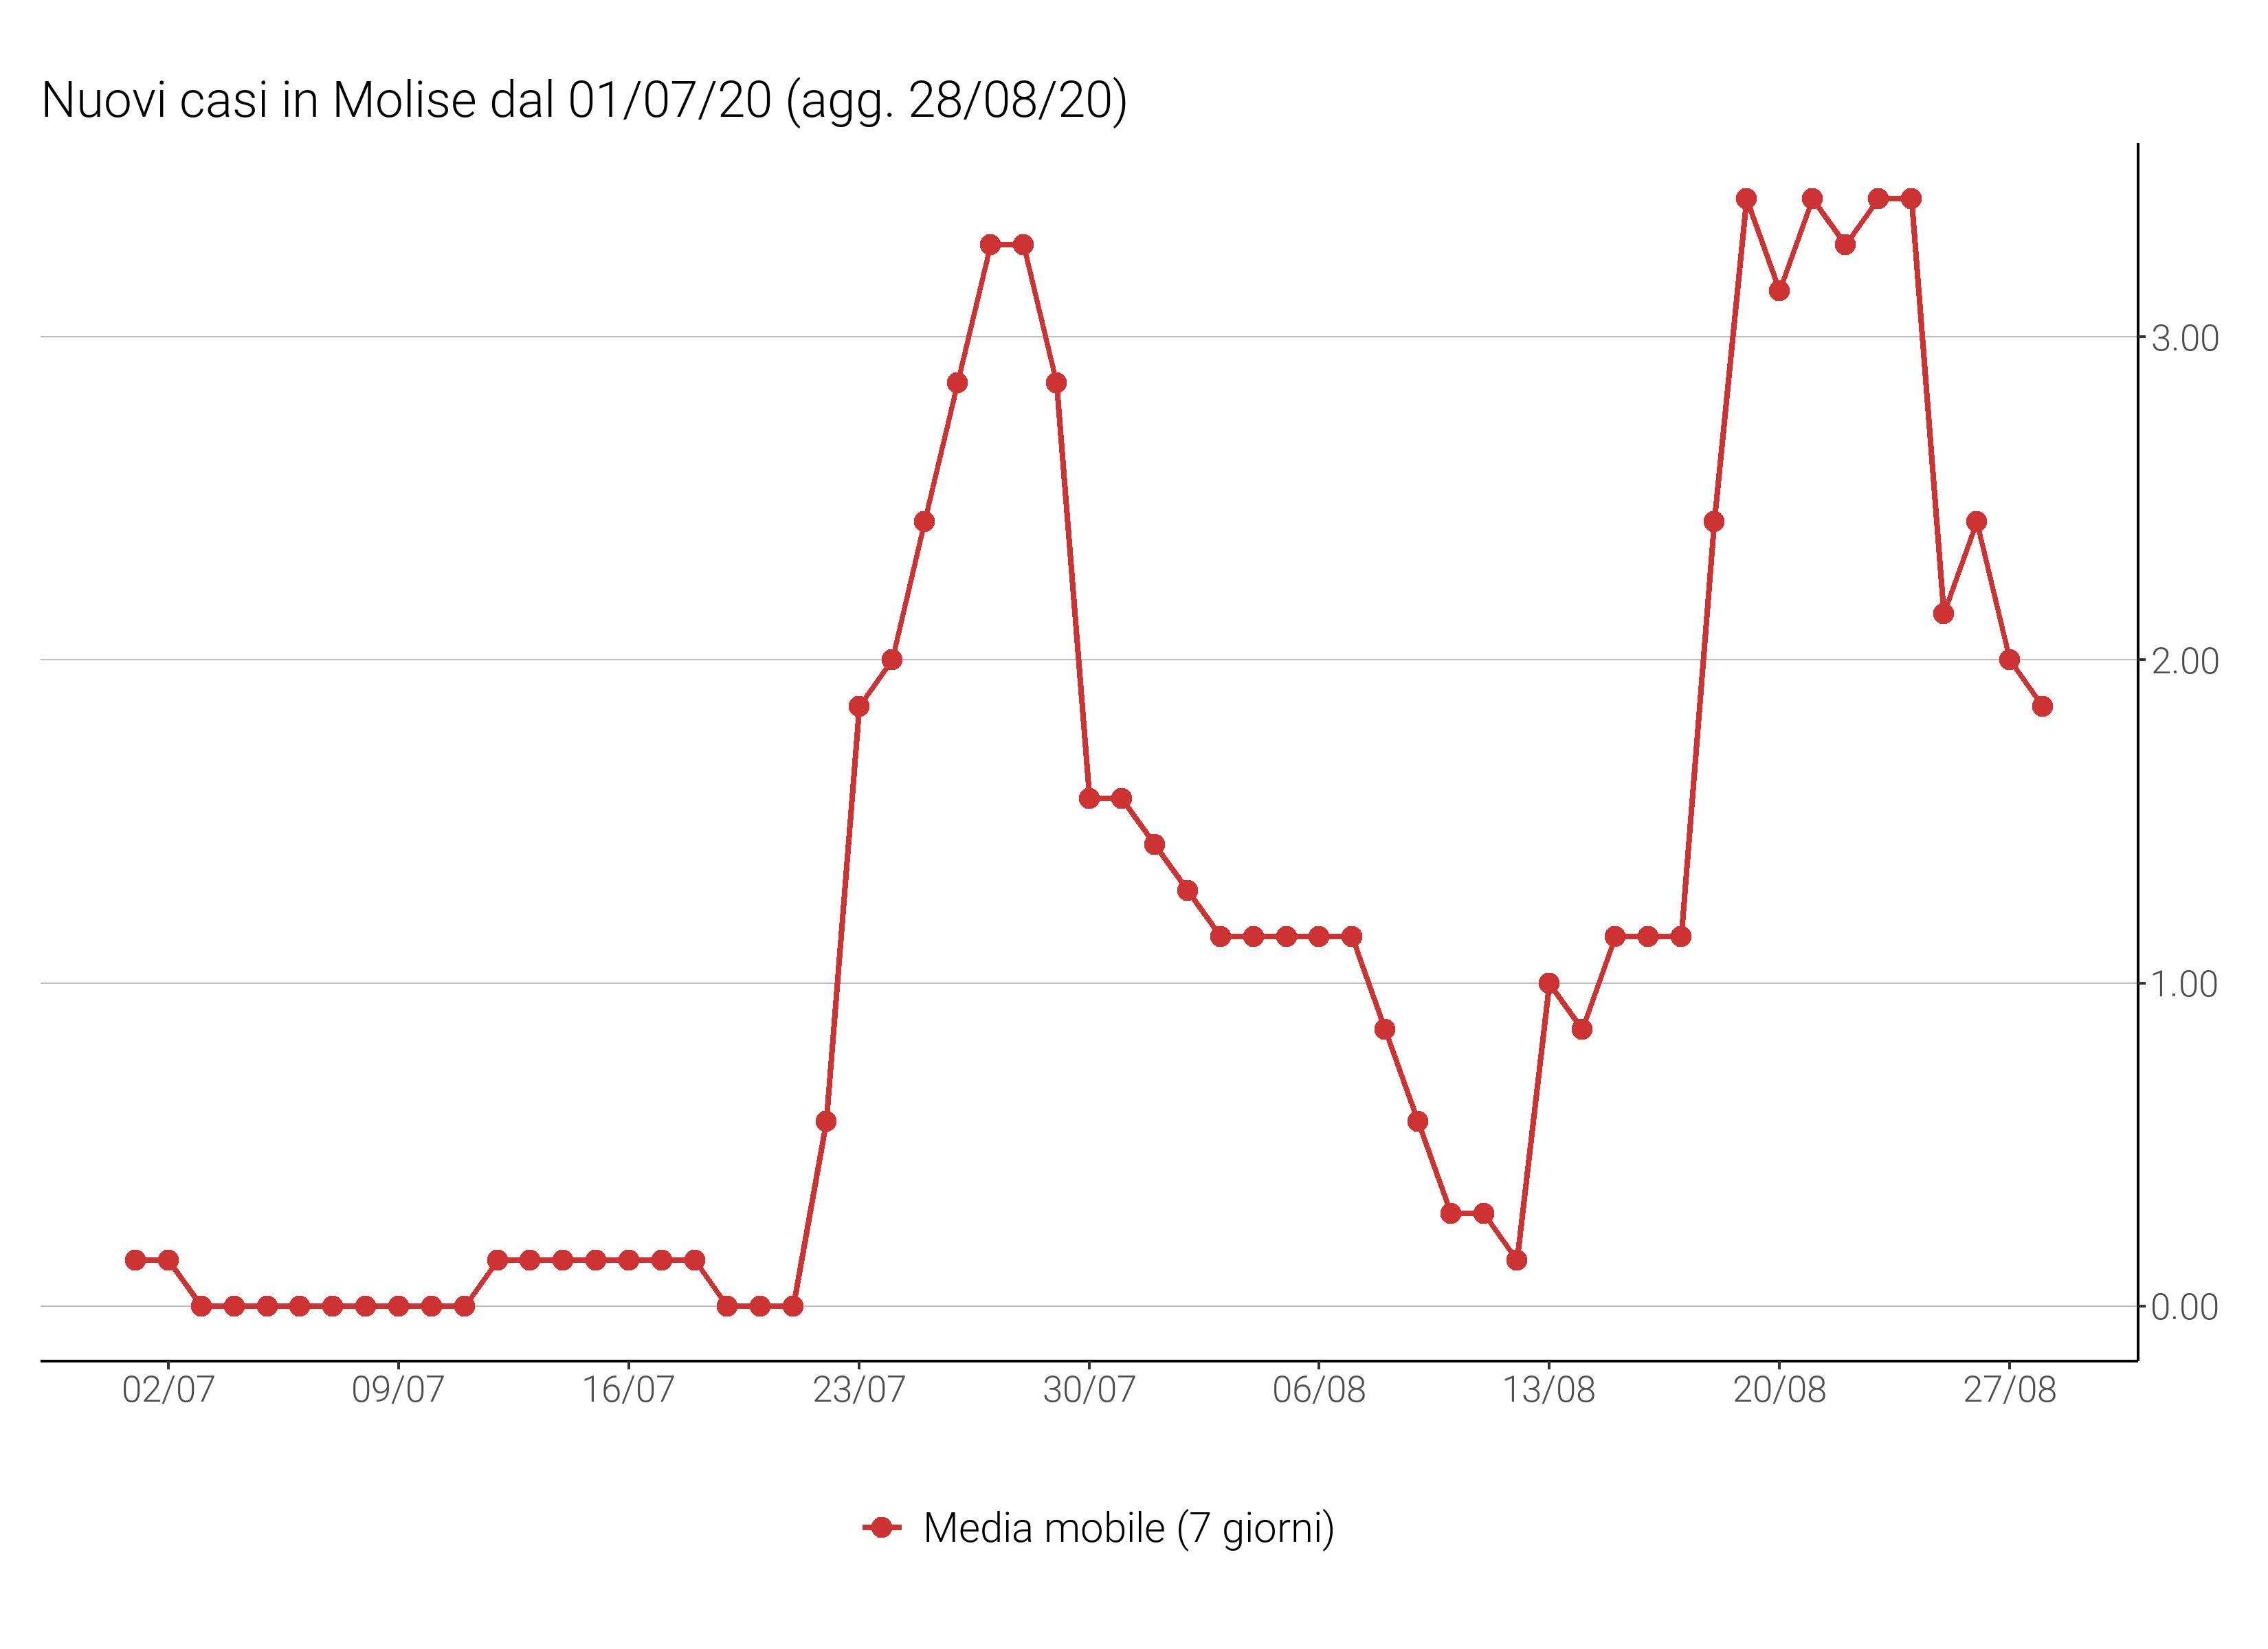 Nuovi casi in Molise dal 01/07/20 (agg. 28/08/20)
3.00
2.00
1.00
0.00
02/07 09/07 16/07 23/07 30/07 06/08 13/08 20/08 27/08
Media mobile (7 giorni)